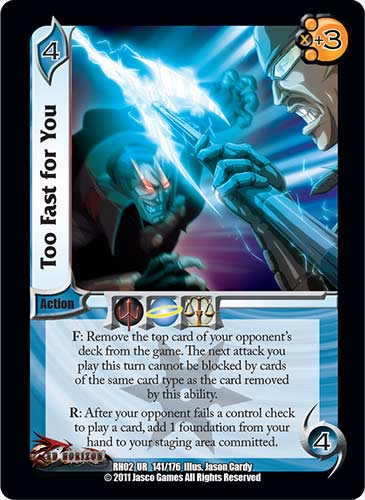 4
X +3
Too Fast for You
Action
F: Remove the top card of your opponent's
deck from the game. The next attack you
play this turn cannot be blocked by cards
of the same card type as the card removed
by this ability.
R: After your opponent fails a control check
to play a card, add 1 foundation from your
hand to your staging area committed.
4
RED HORIZON
RH02 UR 141/176 Illus. Jason Cardy
© 2011 Jasco Games All Rights Reserved